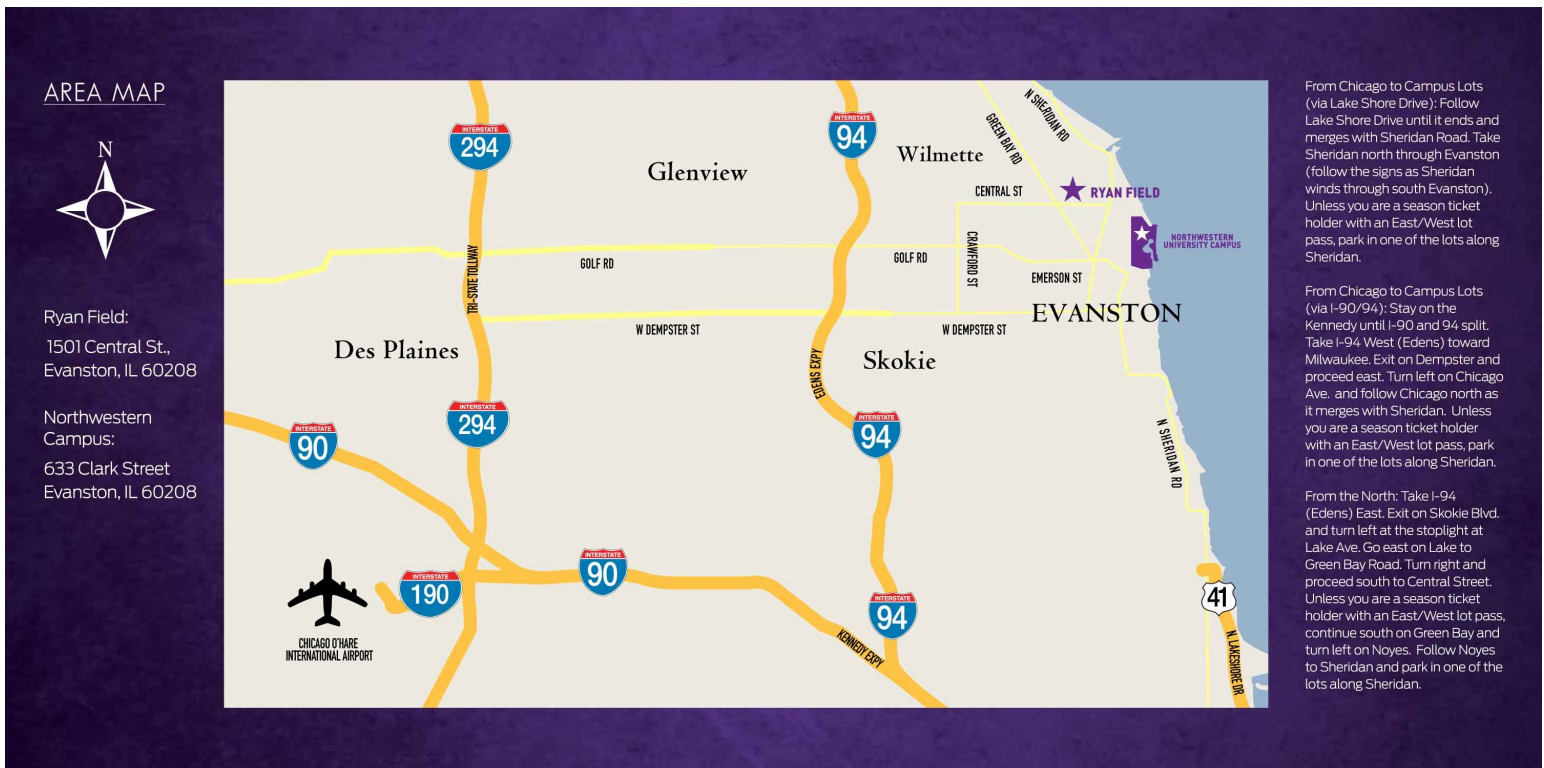 AREA MAP
N
Ryan Field:
1501 Central St.,
Evanston, IL 60208
Northwestern
Campus:
633 Clark Street
Evanston, IL 60208
INTERSTATE
294
INTERSTATE
94
Glenview
Wilmette
GREEN BAY RD
N SHERIDAN RD
CENTRAL ST
RYAN FIELD
NORTHWESTERN
UNIVERSITY CAMPUS
TRI-STATE TOLLWAY
GOLF RD
GOLF RD
CRAWFORD ST
EMERSON ST
EVANSTON
W DEMPSTER ST
W DEMPSTER ST
Des Plaines
Skokie
EDENS EXPY
INTERSTATE
294
INTERSTATE
90
INTERSTATE
94
N SHERIDAN RD
INTERSTATE
190
INTERSTATE
90
INTERSTATE
94
41
CHICAGO O'HARE
INTERNATIONAL AIRPORT
KENNEDY EXPY
N. LAKESHORE DR
From Chicago to Campus Lots
(via Lake Shore Drive): Follow
Lake Shore Drive until it ends and
merges with Sheridan Road. Take
Sheridan north through Evanston
(follow the signs as Sheridan
winds through south Evanston).
Unless you are a season ticket
holder with an East/West lot
pass, park in one of the lots along
Sheridan.
From Chicago to Campus Lots
(via I-90/94): Stay on the
Kennedy until I-90 and 94 split.
Take I-94 West (Edens) toward
Milwaukee. Exit on Dempster and
proceed east. Turn left on Chicago
Ave. and follow Chicago north as
it merges with Sheridan. Unless
you are a season ticket holder
with an East/West lot pass, park
in one of the lots along Sheridan.
From the North: Take I-94
(Edens) East. Exit on Skokie Blvd.
and turn left at the stoplight at
Lake Ave. Go east on Lake to
Green Bay Road. Turn right and
proceed south to Central Street.
Unless you are a season ticket
holder with an East/West lot pass,
continue south on Green Bay and
turn left on Noyes. Follow Noyes
to Sheridan and park in one of the
lots along Sheridan.